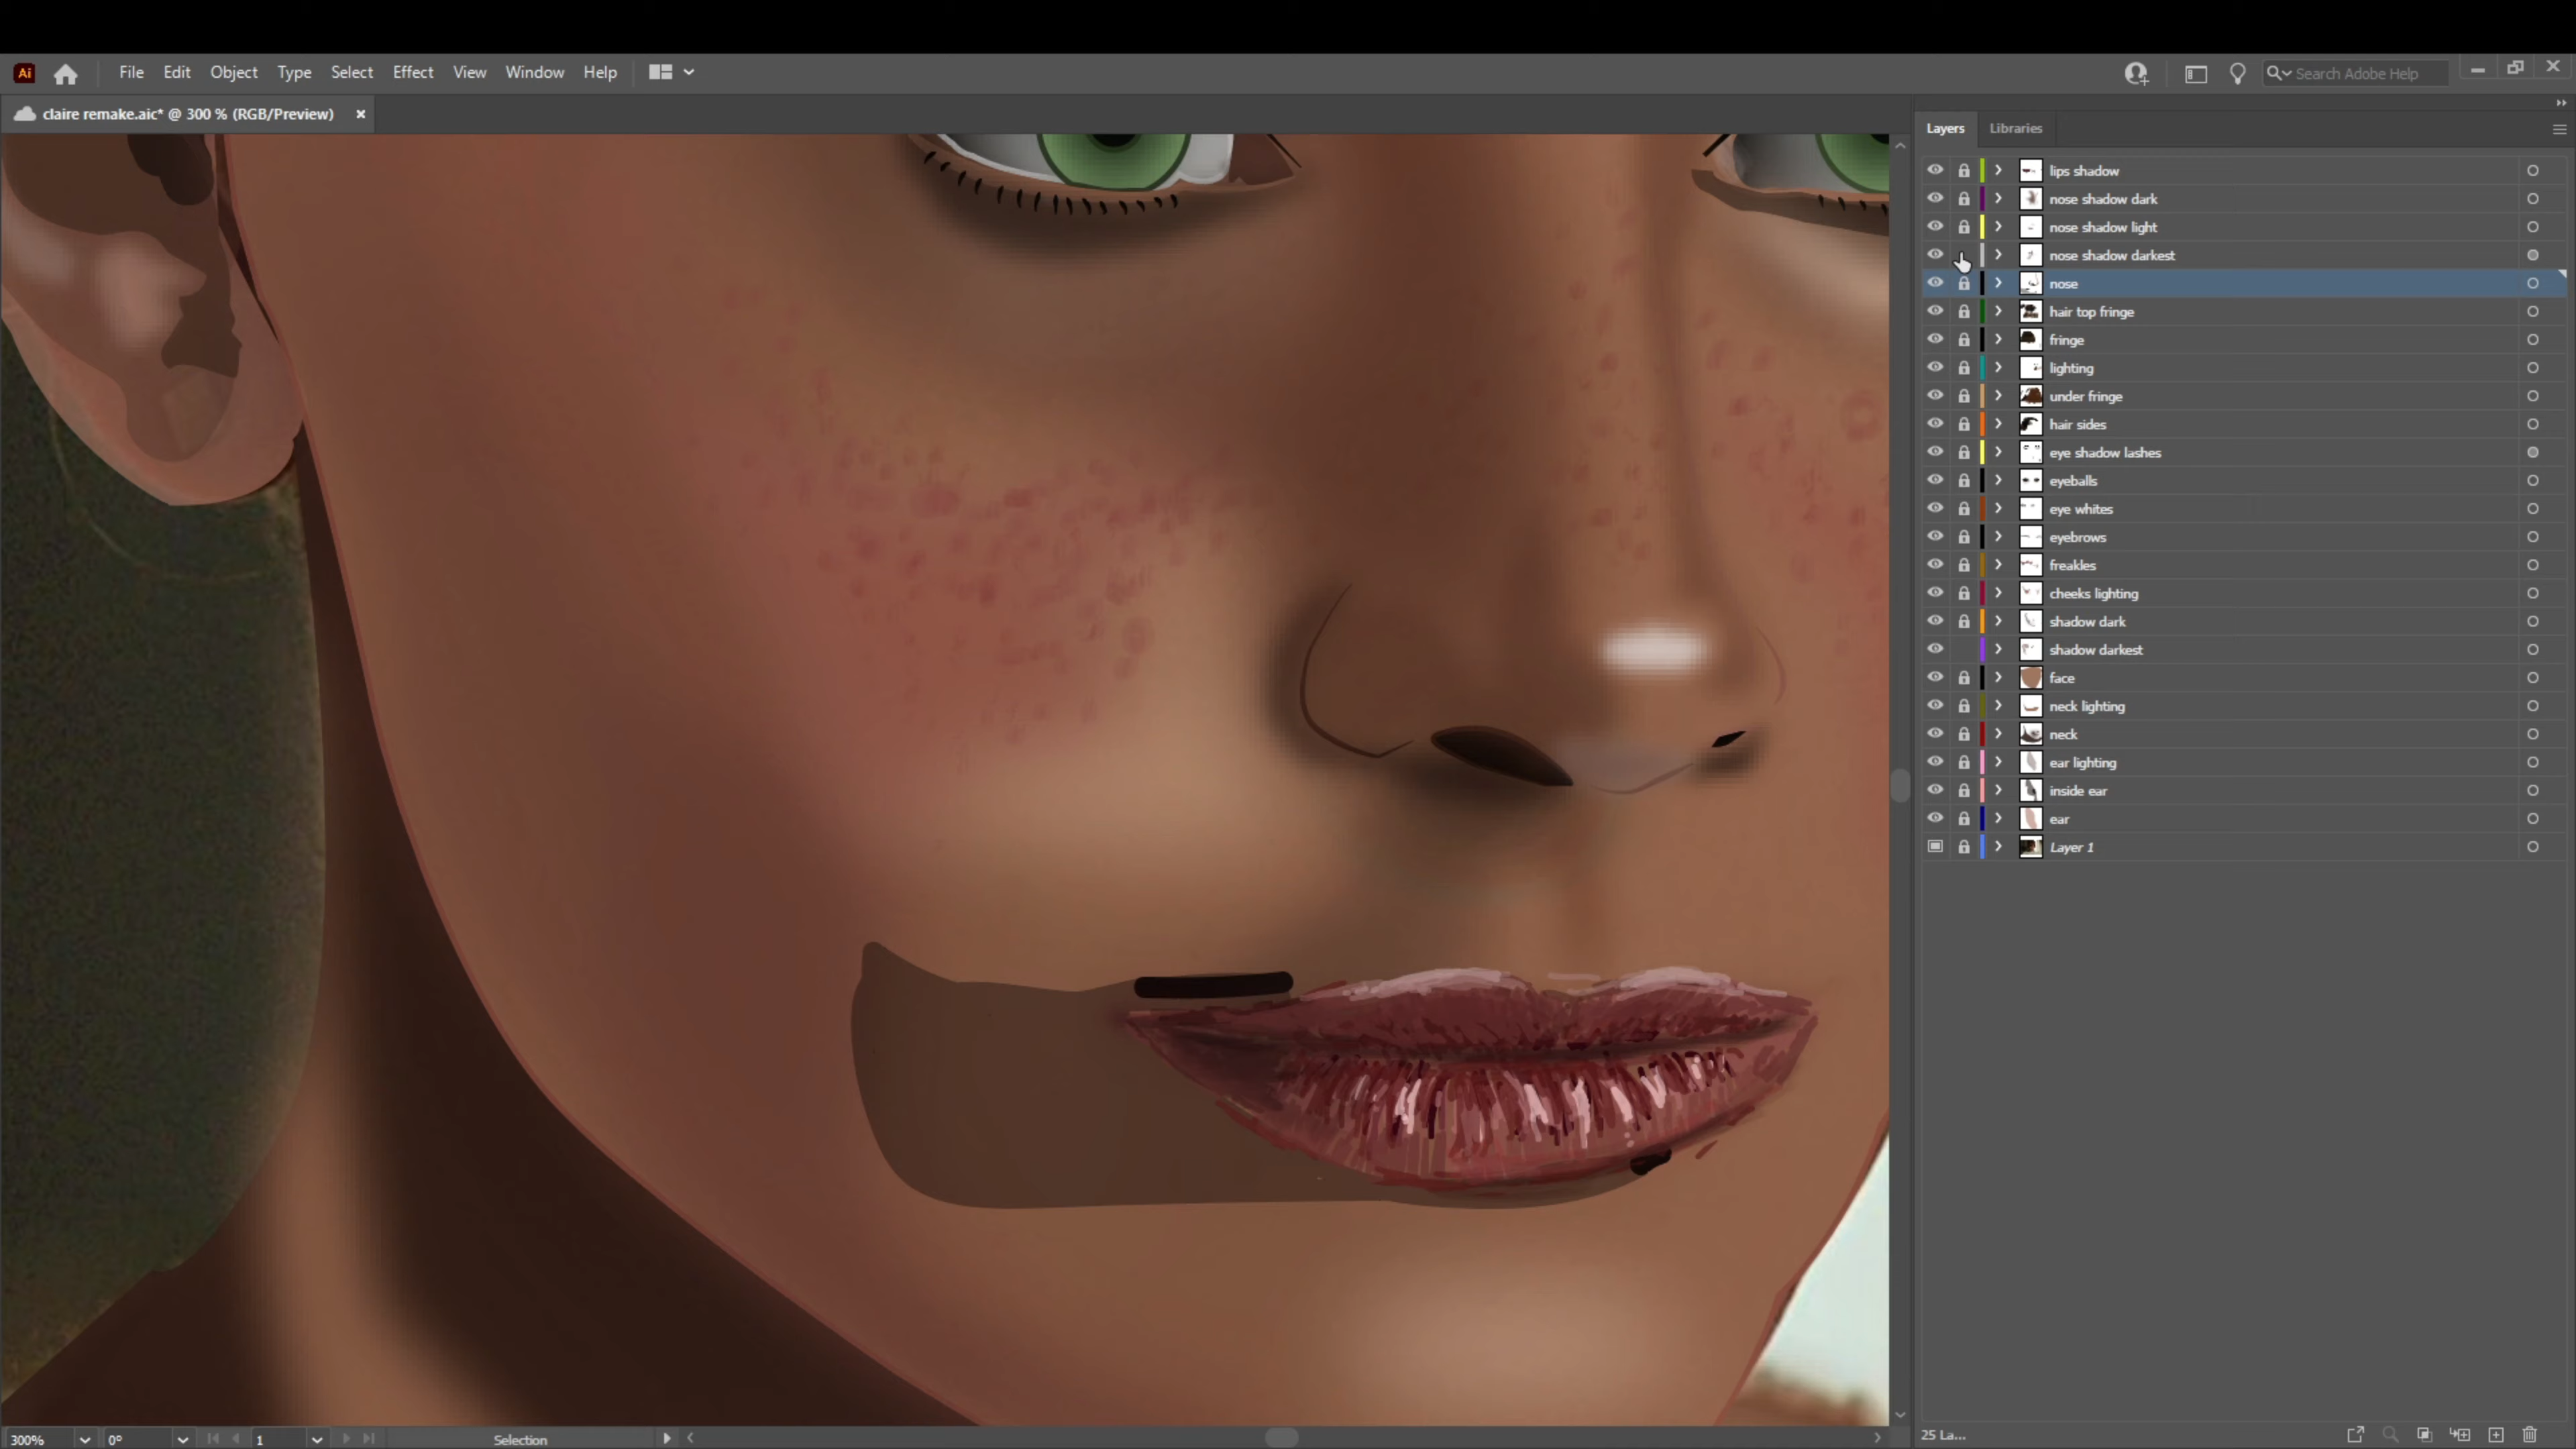 Ai File Edit Object Type Select Effect View Window Help Search Adobe Help
claire remake.aic* @ 300 % (RGB/Preview) ×
Layers Libraries
lips shadow
nose shadow dark
nose shadow light
nose shadow darkest
nose
hair top fringe
fringe
lighting
under fringe
hair sides
eye shadow lashes
eyeballs
eye whites
eyebrows
freakles
cheeks lighting
shadow dark
shadow darkest
face
neck lighting
neck
ear lighting
inside ear
ear
Layer 1
300% 0° 1 Selection 25 La...